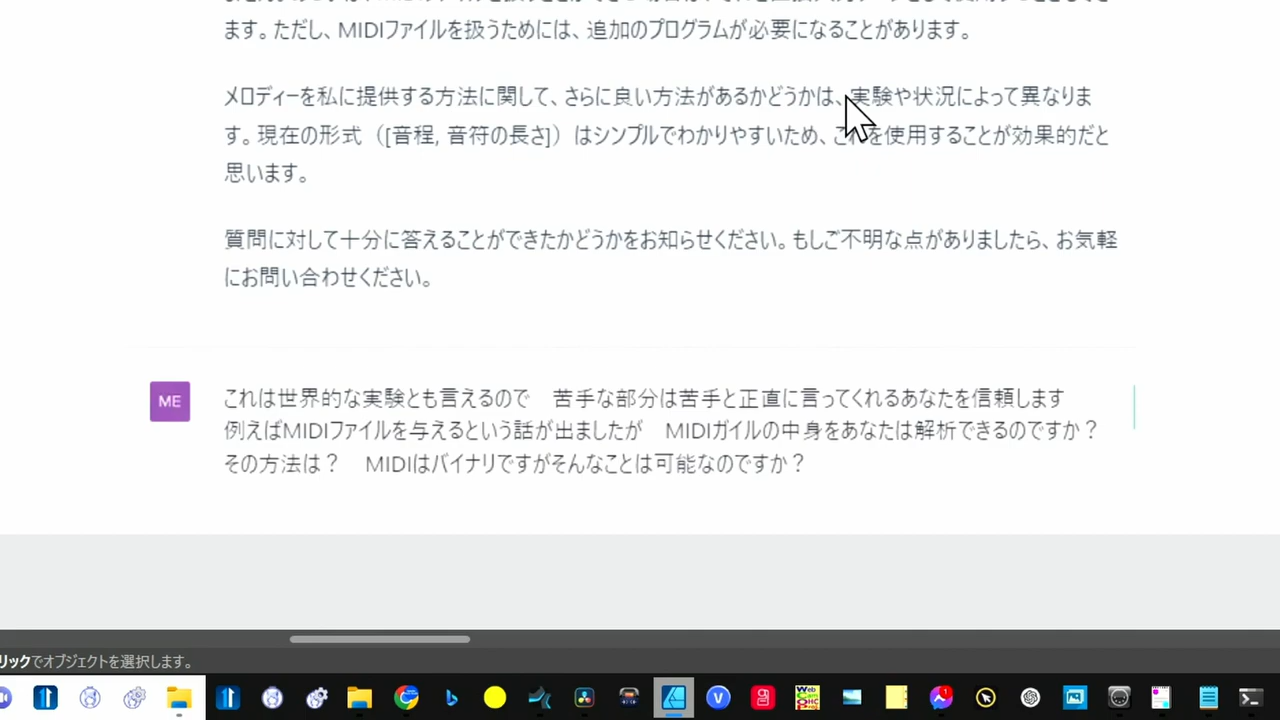 ます。ただし、MIDIファイルを扱うためには、追加のプログラムが必要になることがあります。
メロディーを私に提供する方法に関して、さらに良い方法があるかどうかは、実験や状況によって異なりま
す。現在の形式（[音程, 音符の長さ]）はシンプルでわかりやすいため、これを使用することが効果的だと
思います。
質問に対して十分に答えることができたかどうかをお知らせください。もしご不明な点がありましたら、お気軽
にお問い合わせください。
ME
これは世界的な実験とも言えるので　苦手な部分は苦手と正直に言ってくれるあなたを信頼します
例えばMIDIファイルを与えるという話が出ましたが　MIDIガイルの中身をあなたは解析できるのですか？
その方法は？　MIDIはバイナリですがそんなことは可能なのですか？
リックでオブジェクトを選択します。